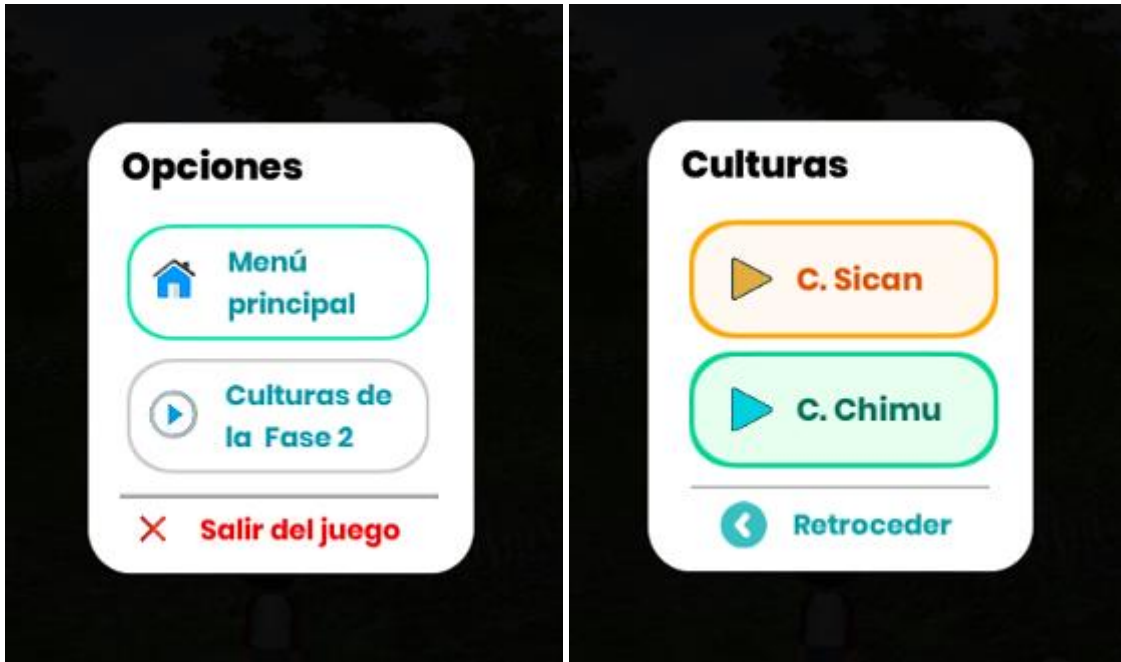 Opciones
Menú
principal
Culturas de
la Fase 2
Salir del juego
Culturas
C. Sican
C. Chimu
Retroceder